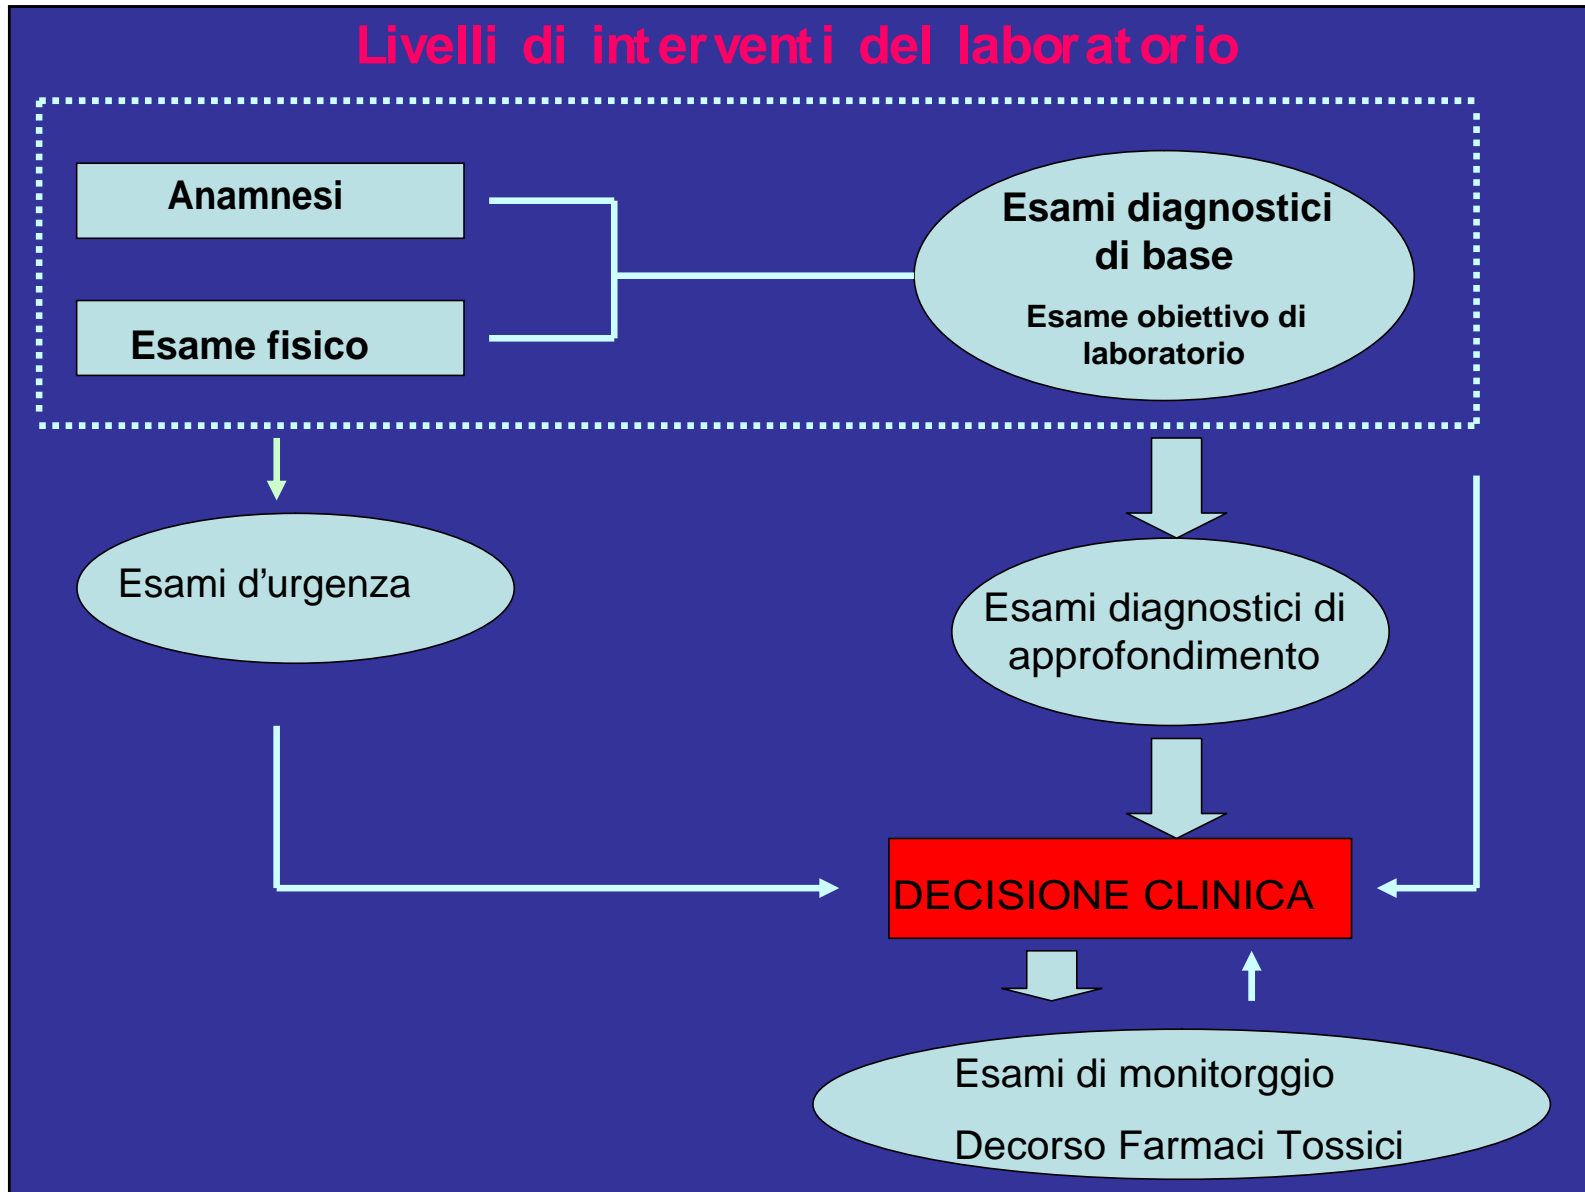 Livelli di interventi del laboratorio
Anamnesi
Esame fisico
Esami diagnostici
di base
Esame obiettivo di
laboratorio
Esami d'urgenza
Esami diagnostici di
approfondimento
DECISIONE CLINICA
Esami di monitorggio
Decorso Farmaci Tossici